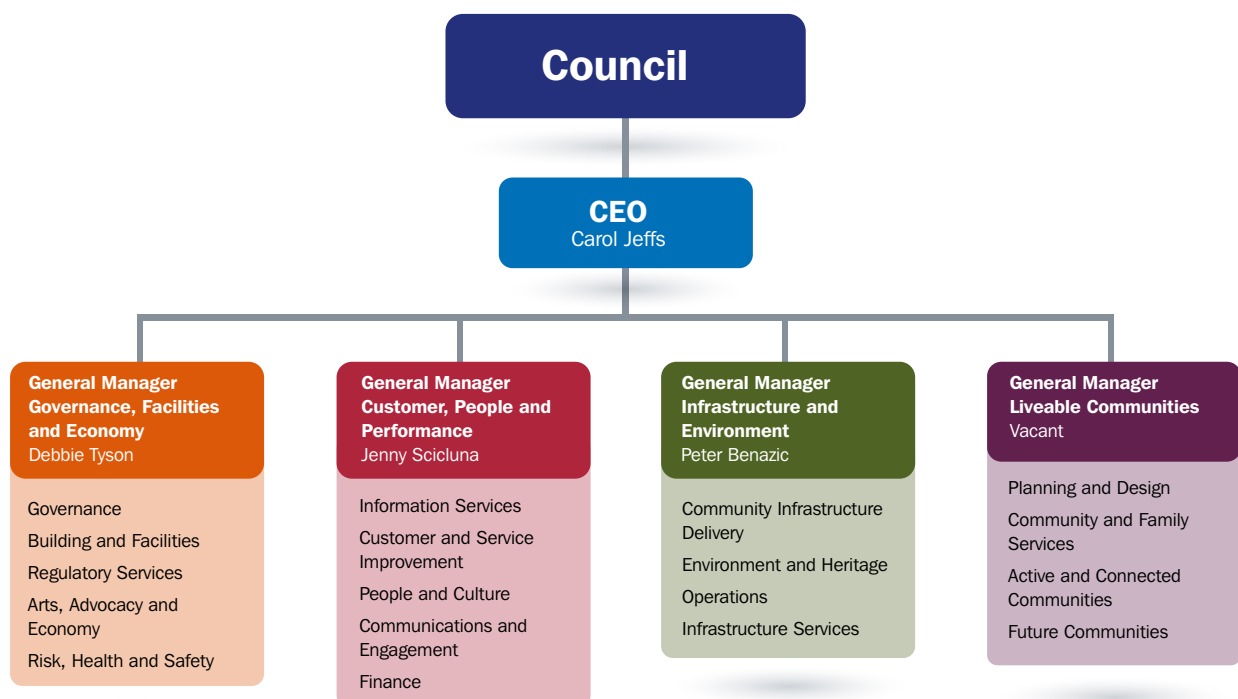 Council
CEO
Carol Jeffs
General Manager
Governance, Facilities
and Economy
Debbie Tyson
Governance
Building and Facilities
Regulatory Services
Arts, Advocacy and
Economy
Risk, Health and Safety
General Manager
Customer, People and
Performance
Jenny Scicluna
Information Services
Customer and Service
Improvement
People and Culture
Communications and
Engagement
Finance
General Manager
Infrastructure and
Environment
Peter Benazic
Community Infrastructure
Delivery
Environment and Heritage
Operations
Infrastructure Services
General Manager
Liveable Communities
Vacant
Planning and Design
Community and Family
Services
Active and Connected
Communities
Future Communities